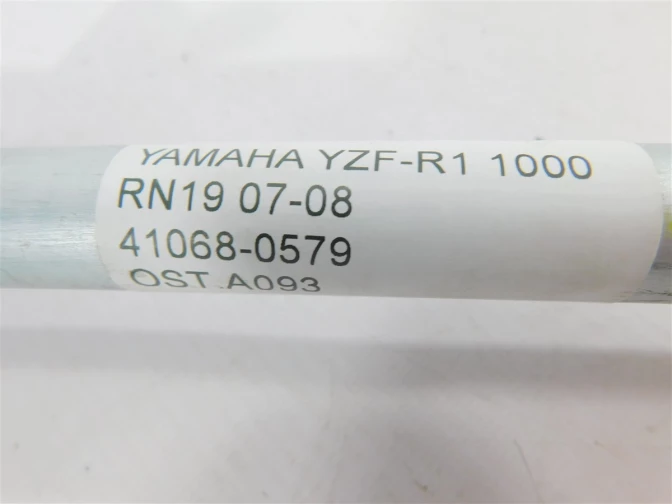 YAMAHA YZF-R1 1000
RN19 07-08
41068-0579
OST.A093